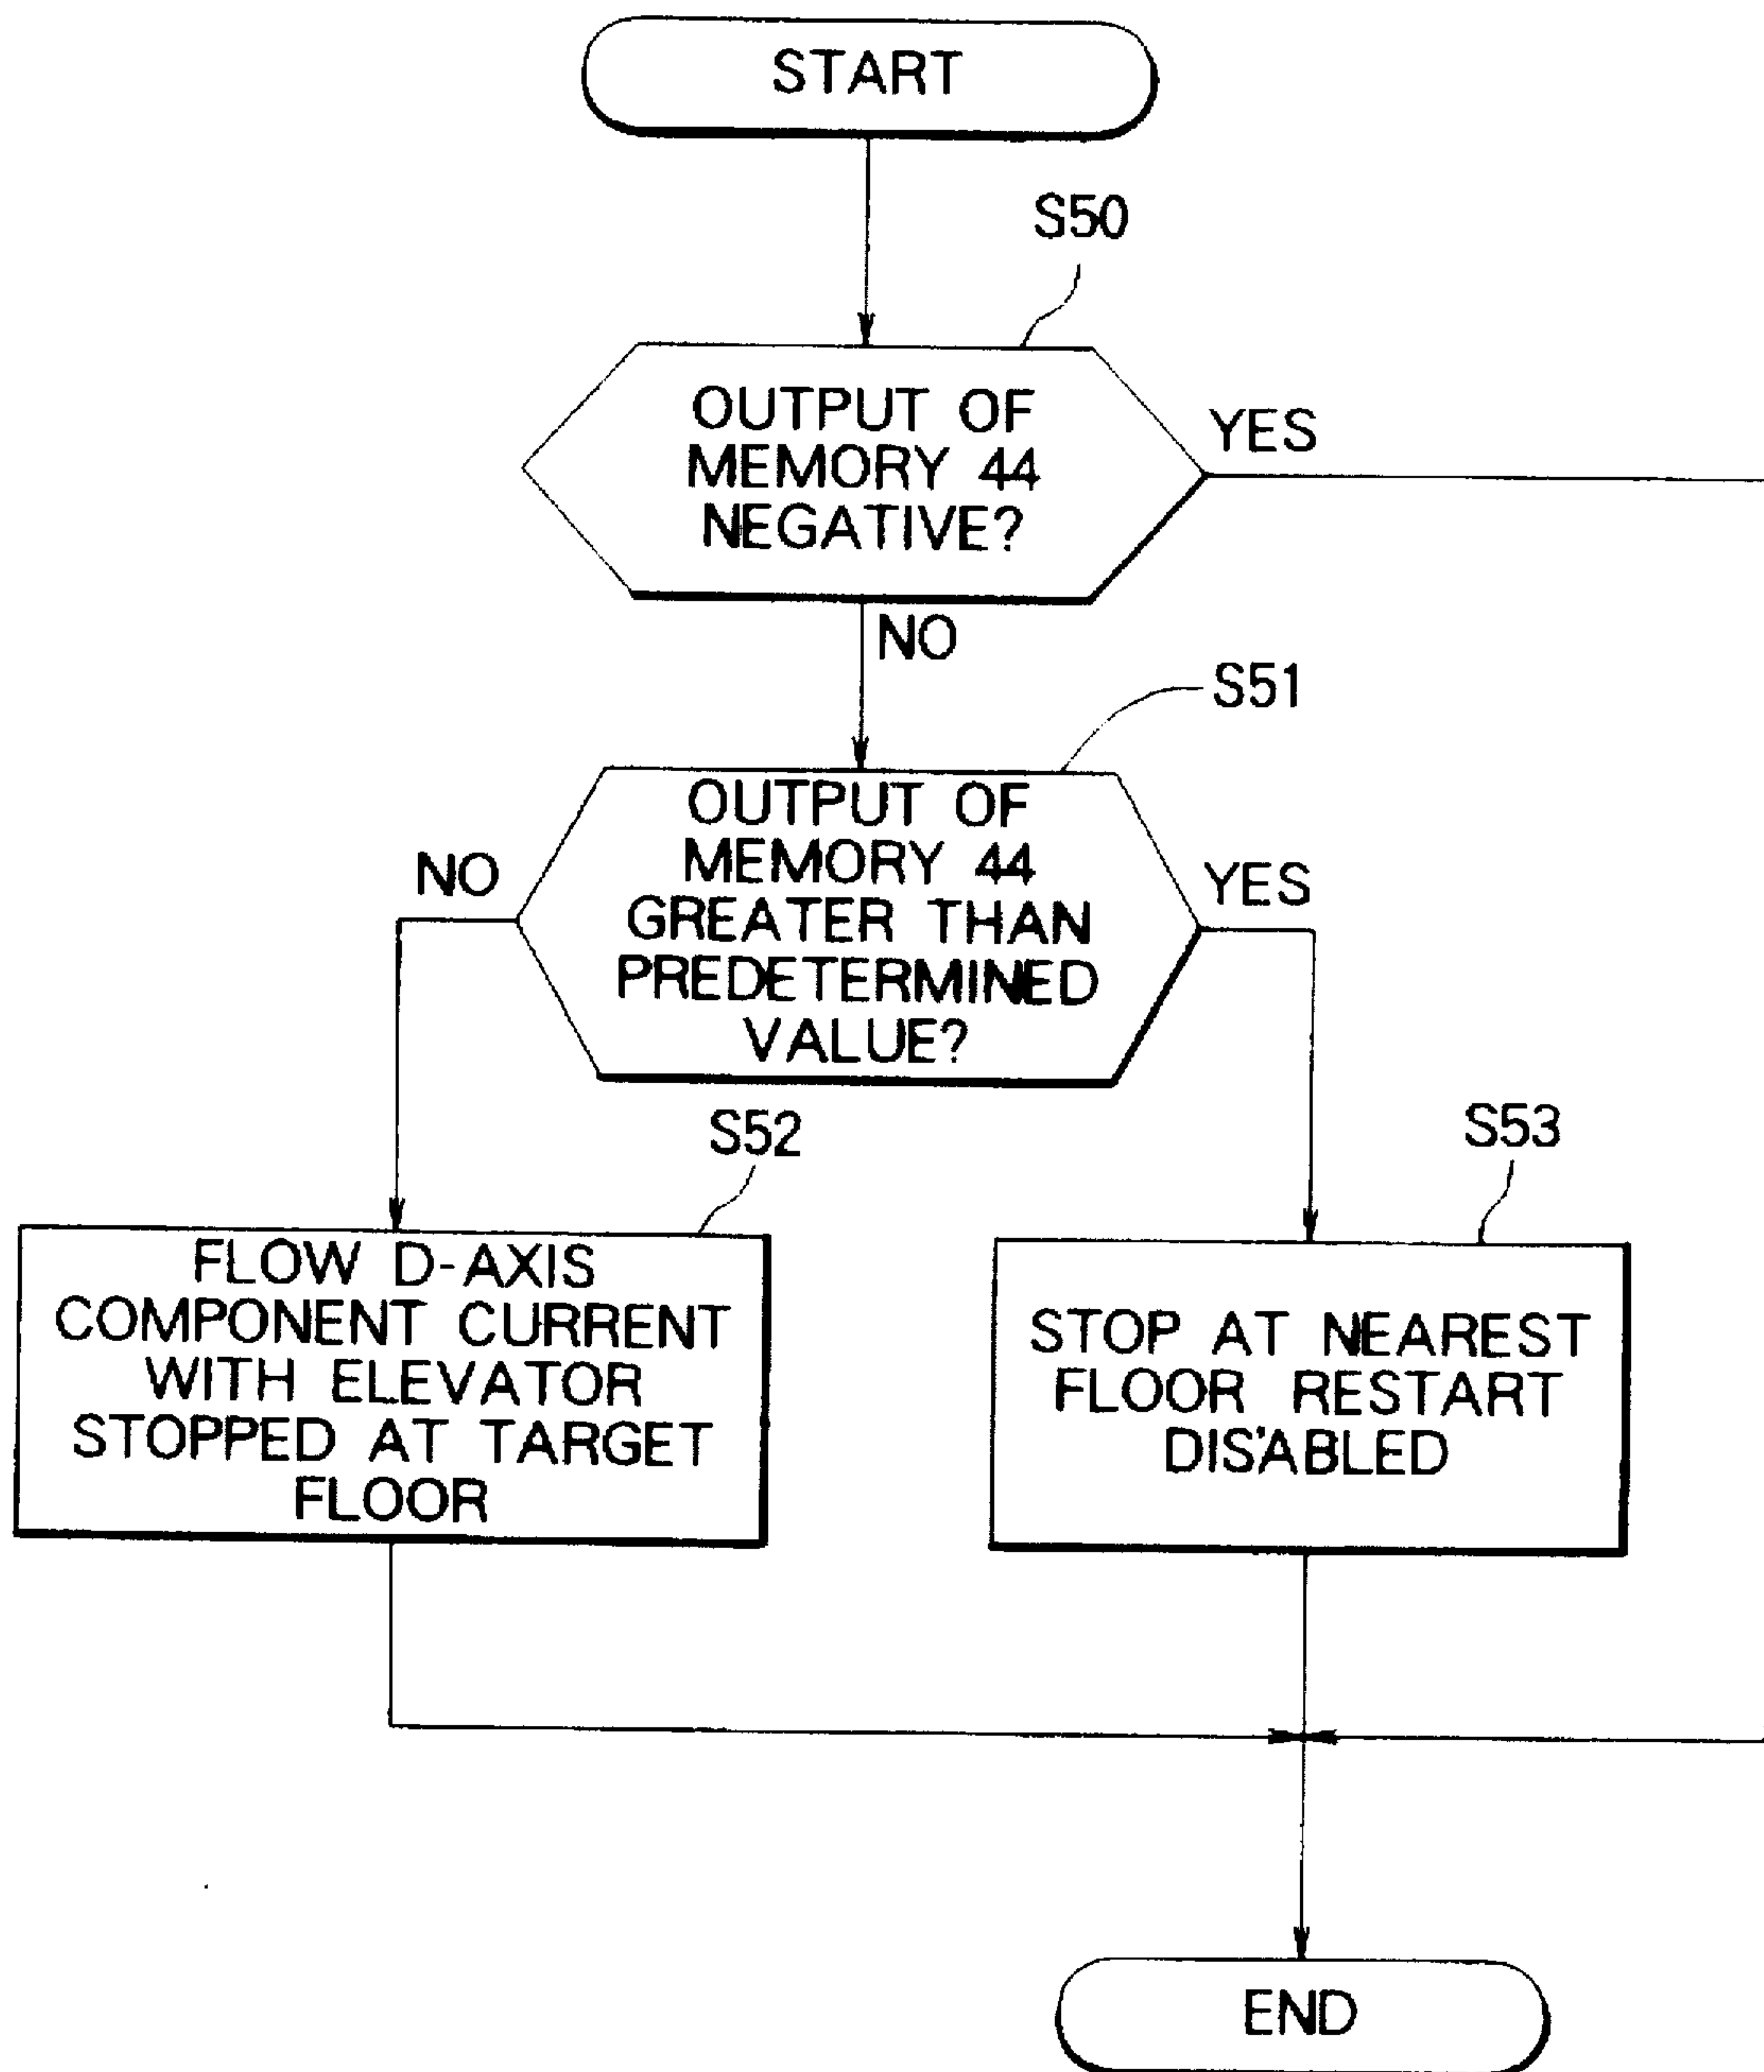 START
S50
OUTPUT OF
MEMORY 44
NEGATIVE?
YES
NO
S51
OUTPUT OF
MEMORY 44
GREATER THAN
PREDETERMINED
VALUE?
NO
YES
S52
S53
FLOW D-AXIS
COMPONENT CURRENT
WITH ELEVATOR
STOPPED AT TARGET
FLOOR
STOP AT NEAREST
FLOOR RESTART
DISABLED
END